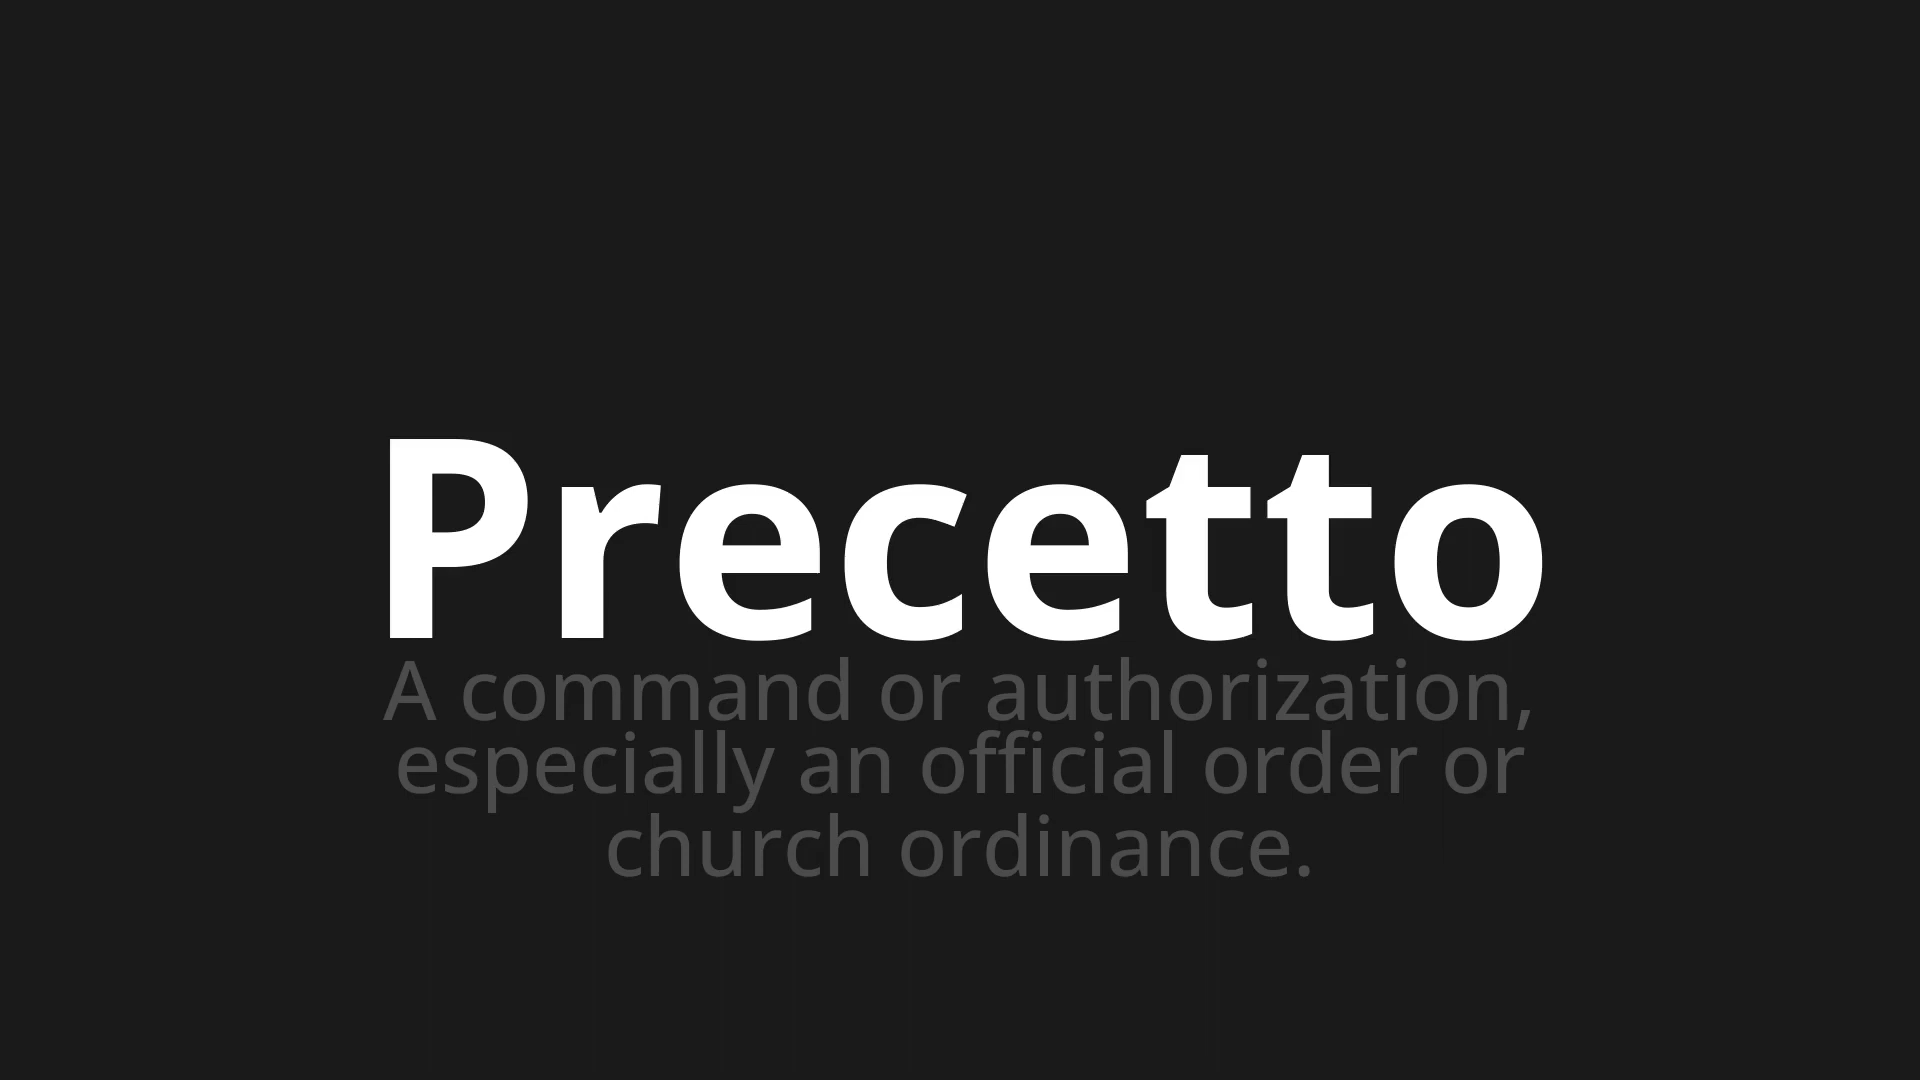 Precetto
A command or authorization,
especially an official order or
church ordinance.